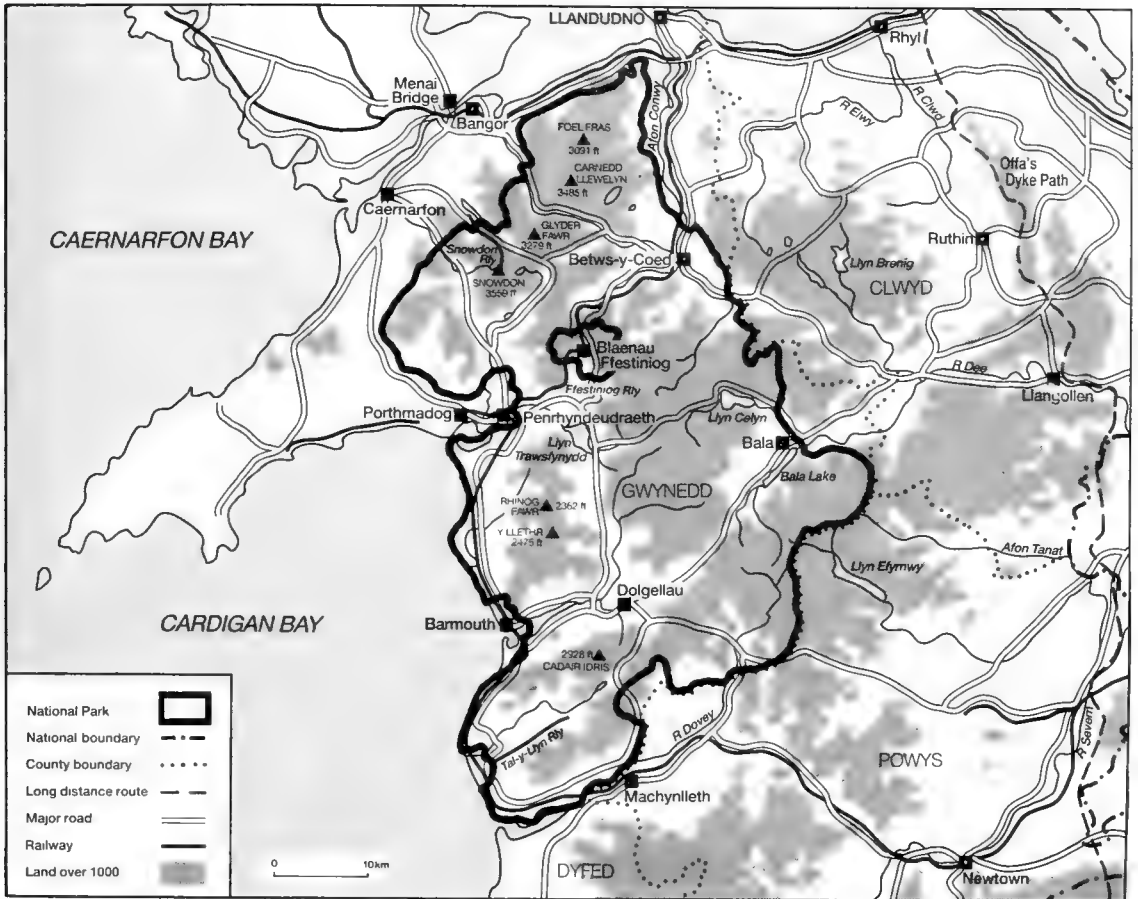 LLANDUDNO
Rhyl
Menai
Bridge
Bangor
Afon Conwy
R Elwy
R Clwd
FOEL FRAS
3091 ft
CARNEDD
LLEWELYN
3485 ft
Offa's
Dyke Path
Caernarfon
CAERNARFON BAY
GLYDER
FAWR
3279 ft
Snowdon
Rly
SNOWDON
3559 ft
Betws-y-Coed
Ruthin
Llyn Brenig
CLWYD
Blaenau
Ffestiniog
Ffestiniog Rly
R Dee
Llangollen
Porthmadog
Penrhyndeudraeth
Llyn Celyn
Llyn
Trawsfynydd
Bala
Bala Lake
GWYNEDD
RHINOG
FAWR
2362 ft
Y LLETHR
2475 ft
Afon Tanat
Llyn Efyrnwy
Dolgellau
Barmouth
CARDIGAN BAY
2928 ft
CADAIR IDRIS
Tal-y-Llyn Rly
R Dovey
R Severn
POWYS
Machynlleth
DYFED
Newtown
National Park
National boundary
County boundary
Long distance route
Major road
Railway
Land over 1000
0 10km